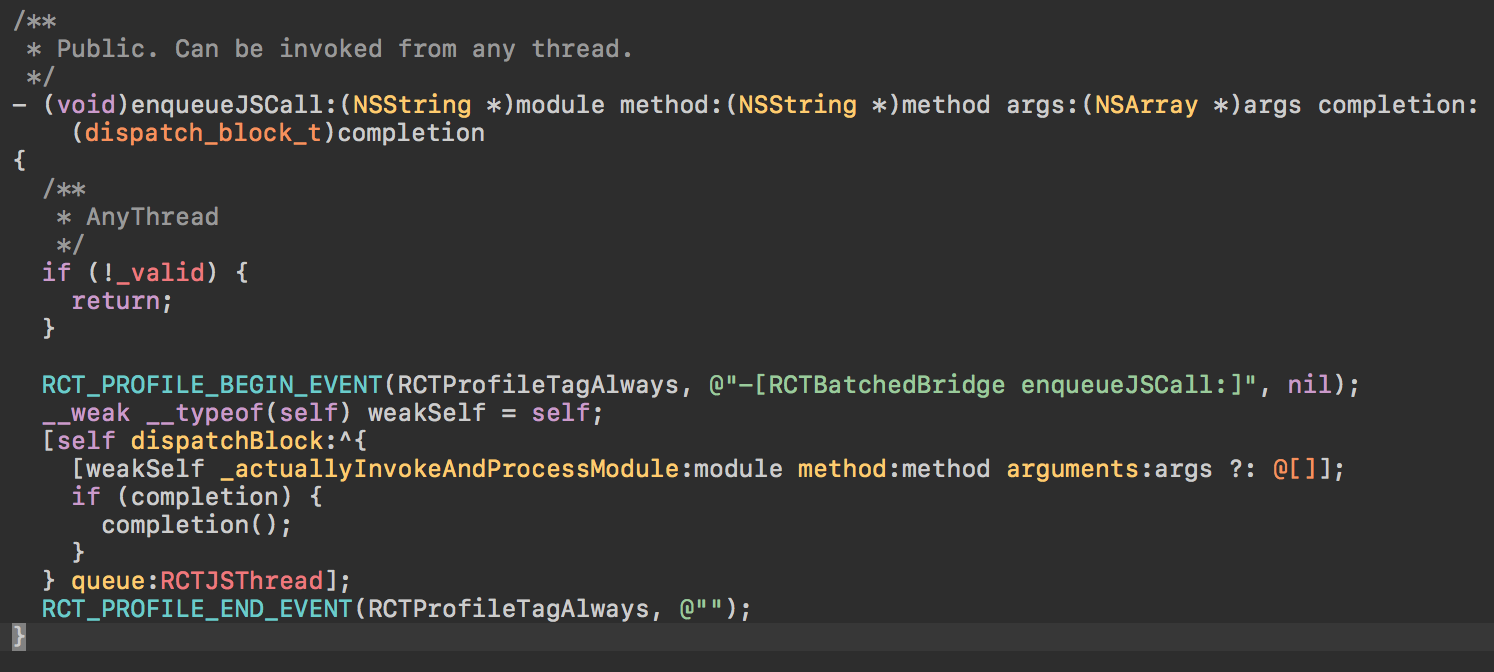 /**
 * Public. Can be invoked from any thread.
 */
- (void)enqueueJSCall:(NSString *)module method:(NSString *)method args:(NSArray *)args completion:
    (dispatch_block_t)completion
{
  /**
   * AnyThread
   */
  if (!_valid) {
    return;
  }

  RCT_PROFILE_BEGIN_EVENT(RCTProfileTagAlways, @"-[RCTBatchedBridge enqueueJSCall:]", nil);
  __weak __typeof(self) weakSelf = self;
  [self dispatchBlock:^{
    [weakSelf _actuallyInvokeAndProcessModule:module method:method arguments:args ?: @[]];
    if (completion) {
      completion();
    }
  } queue:RCTJSThread];
  RCT_PROFILE_END_EVENT(RCTProfileTagAlways, @"");
}